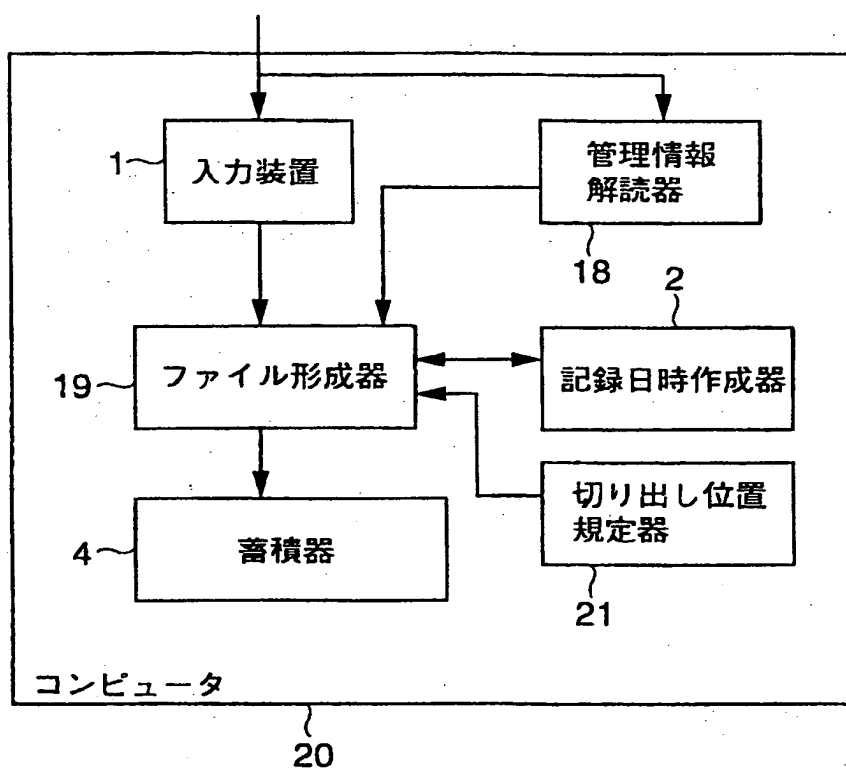 1
入力装置
管理情報
解読器
18
2
19
ファイル形成器
記録日時作成器
4
蓄積器
切り出し位置
規定器
21
コンピュータ
20